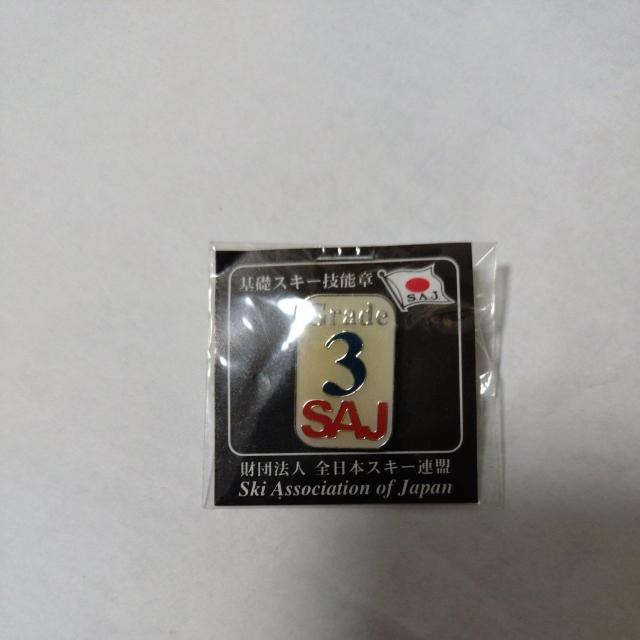 基礎スキー技能章
S.A.J.
Grade
3
SAJ
財団法人 全日本スキー連盟
Ski Association of Japan